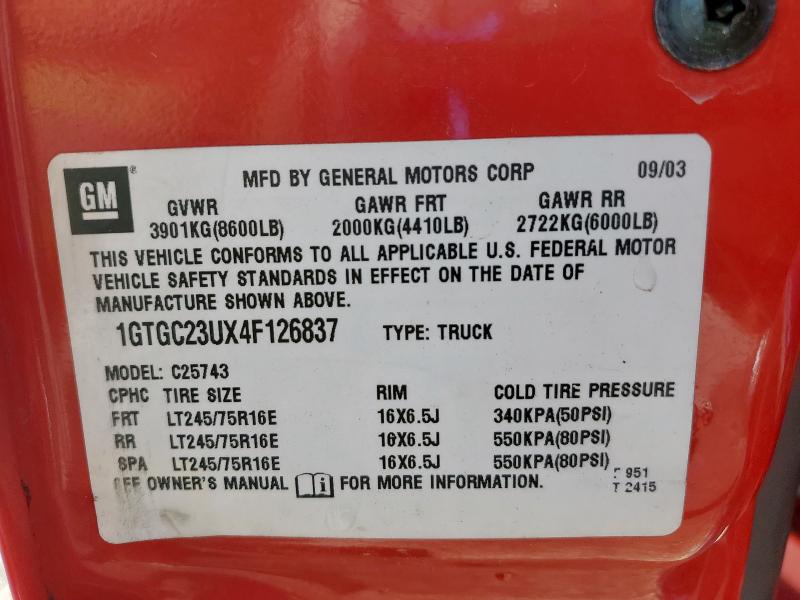 GM ®
MFD BY GENERAL MOTORS CORP 09/03
GVWR GAWR FRT GAWR RR
3901KG(8600LB) 2000KG(4410LB) 2722KG(6000LB)
THIS VEHICLE CONFORMS TO ALL APPLICABLE U.S. FEDERAL MOTOR
VEHICLE SAFETY STANDARDS IN EFFECT ON THE DATE OF
MANUFACTURE SHOWN ABOVE.
1GTGC23UX4F126837 TYPE: TRUCK
MODEL: C25743
CPHC TIRE SIZE RIM COLD TIRE PRESSURE
FRT LT245/75R16E 16X6.5J 340KPA(50PSI)
RR LT245/75R16E 16X6.5J 550KPA(80PSI)
SPA LT245/75R16E 16X6.5J 550KPA(80PSI)
SEE OWNER'S MANUAL i FOR MORE INFORMATION.
951
T 2415